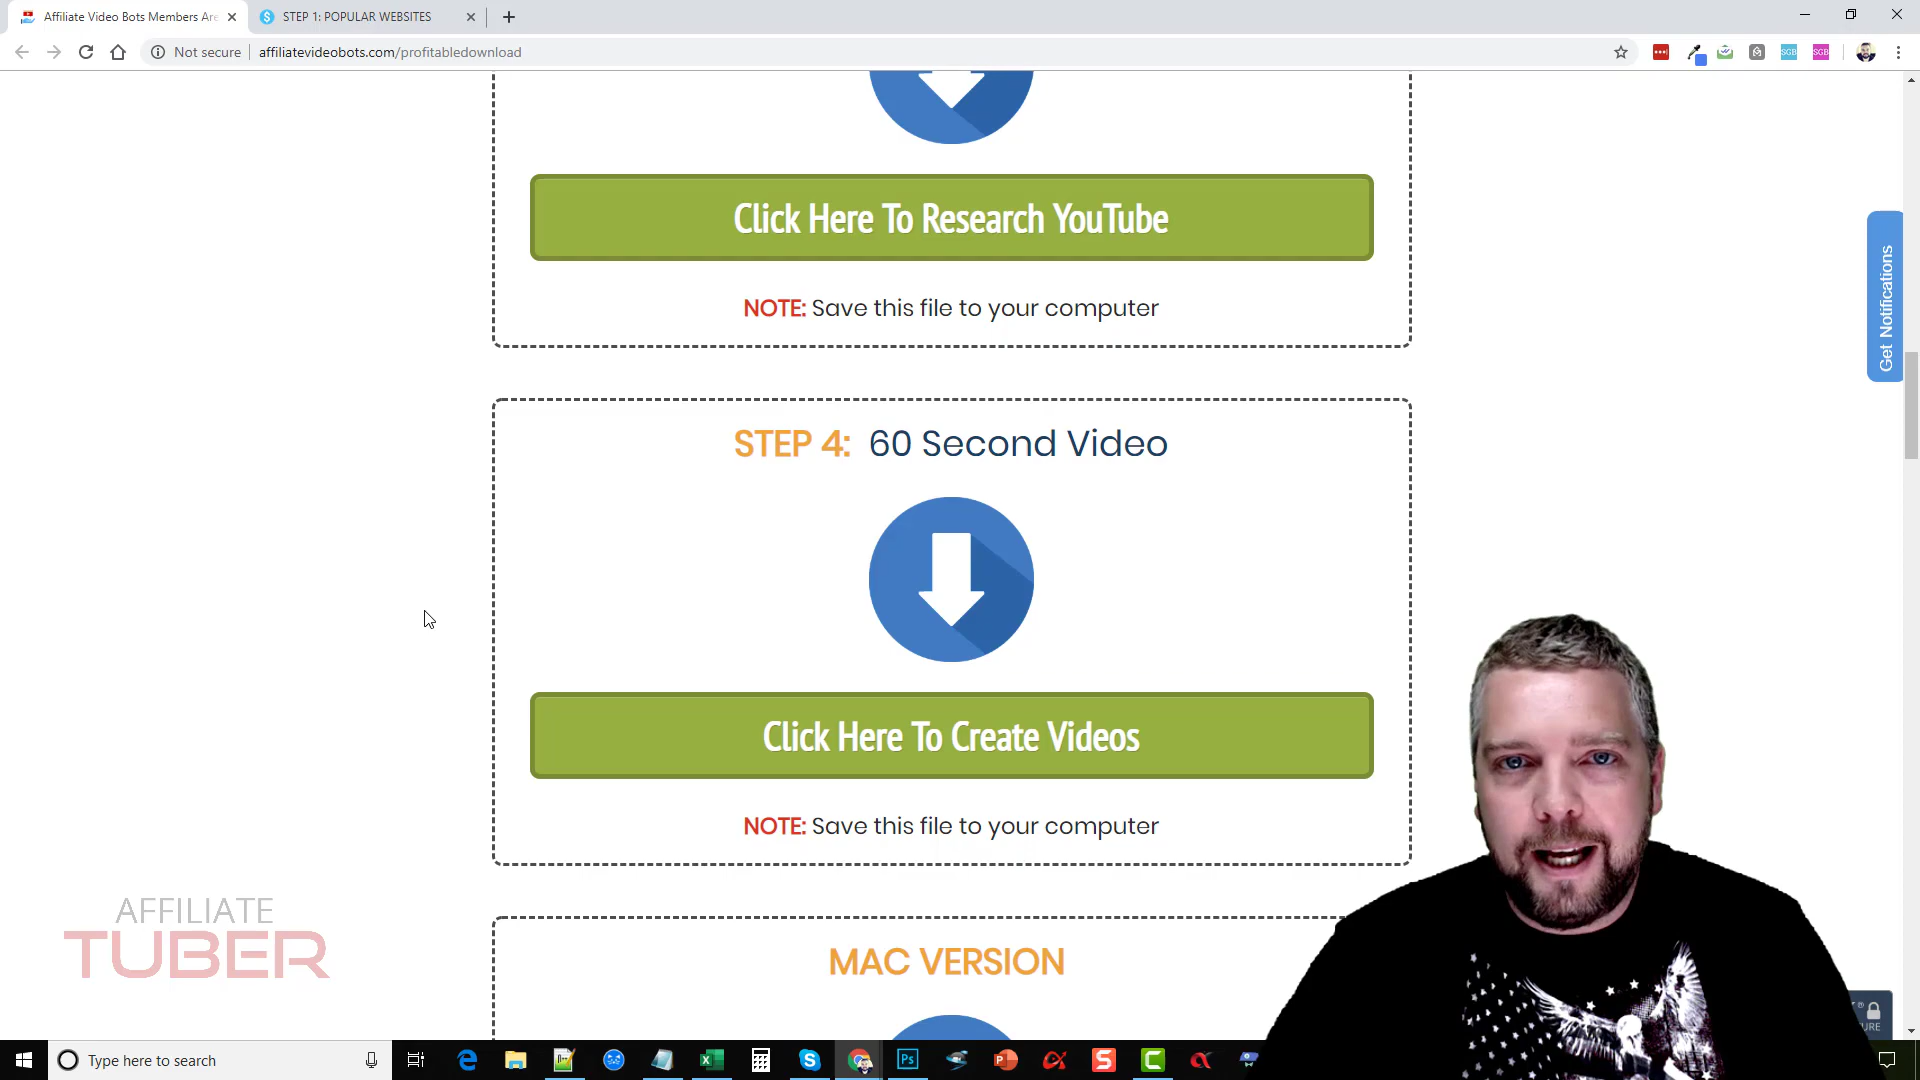 Affiliate Video Bots Members Are
STEP 1: POPULAR WEBSITES
Not secure
affiliatevideobots.com/profitabledownload
SGB
SGB
Click Here To Research YouTube
NOTE: Save this file to your computer
Get Notifications
STEP 4: 60 Second Video
Click Here To Create Videos
NOTE: Save this file to your computer
AFFILIATE
TUBER
MAC VERSION
Type here to search